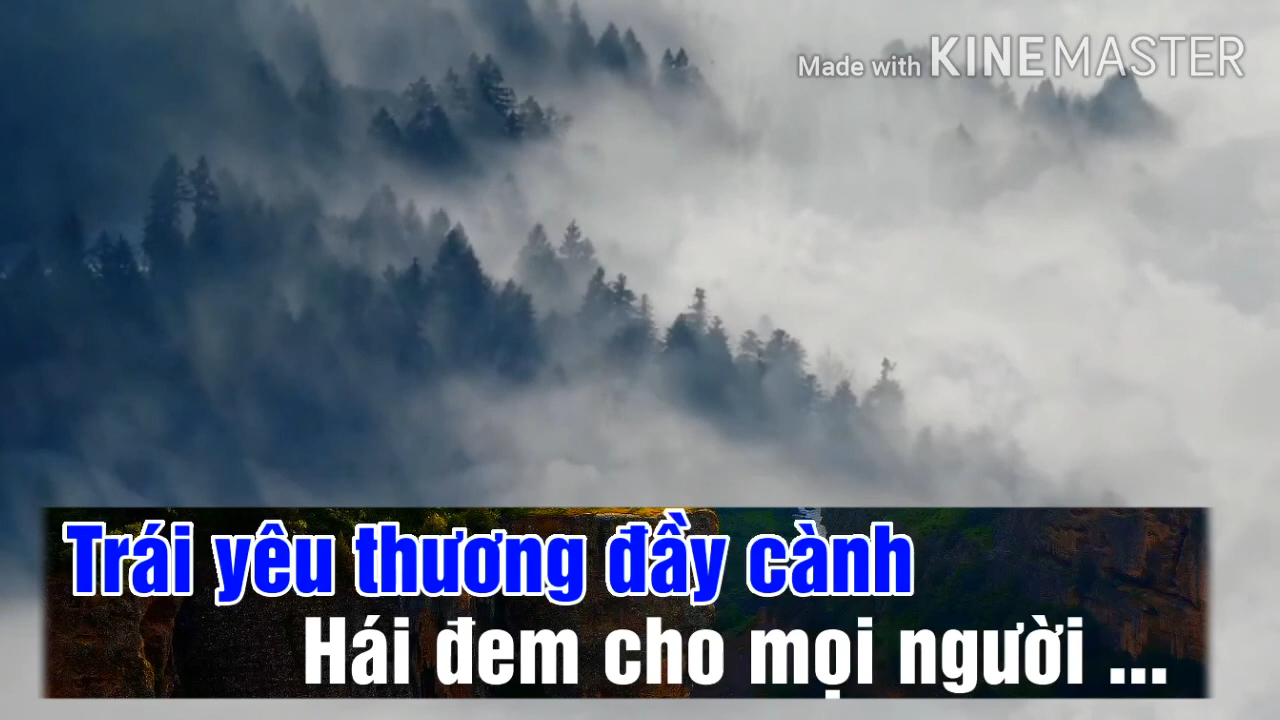 Made with KINEMASTER
Trái yêu thương đầy cành
Hái đem cho mọi người ...